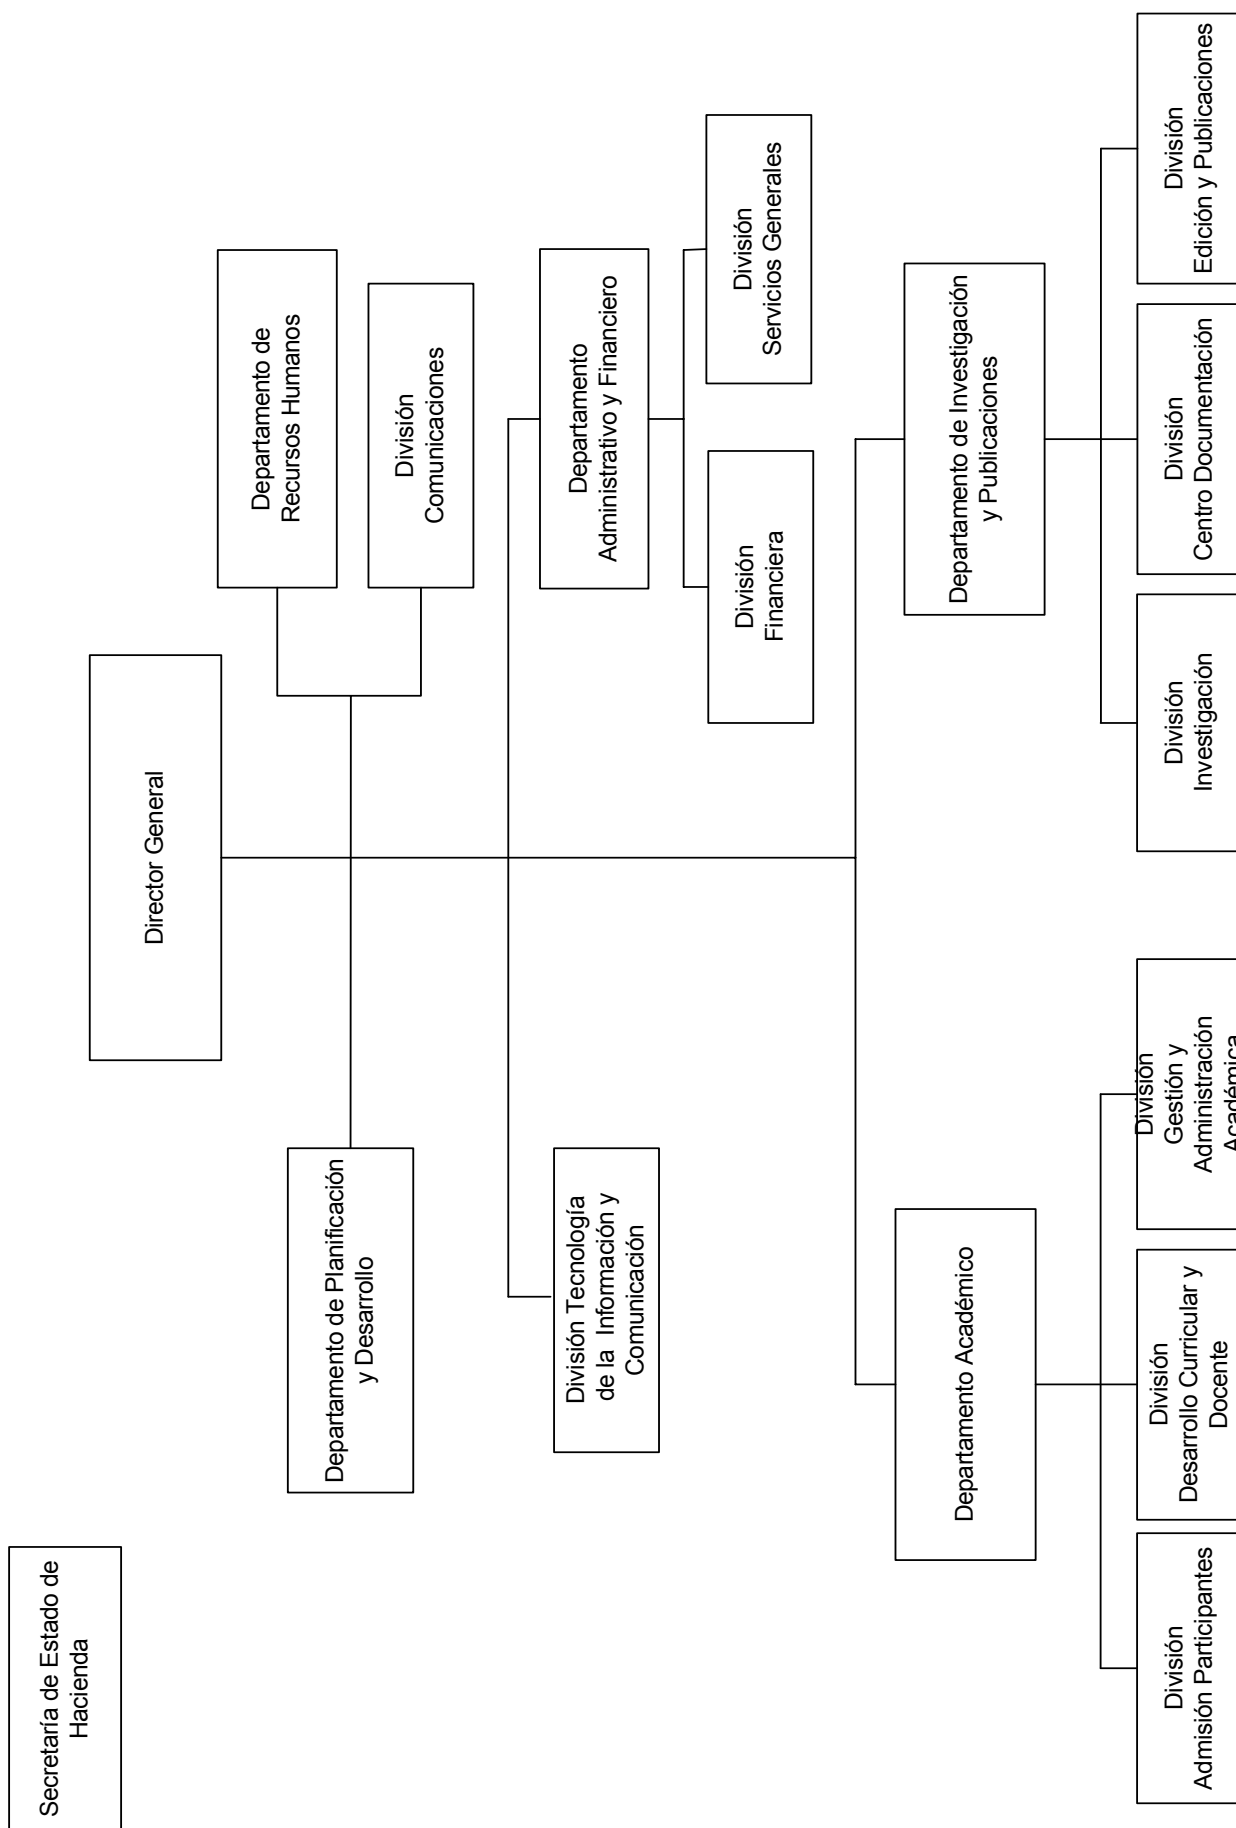 Secretaría de Estado de
Hacienda
Director General
Departamento de
Recursos Humanos
División
Comunicaciones
Departamento de Planificación
y Desarrollo
División Tecnología
de la Información y
Comunicación
Departamento
Administrativo y Financiero
División
Financiera
División
Servicios Generales
Departamento Académico
Departamento de Investigación
y Publicaciones
División
Admisión Participantes
División
Desarrollo Curricular y
Docente
División
Gestión y
Administración
Académica
División
Investigación
División
Centro Documentación
División
Edición y Publicaciones